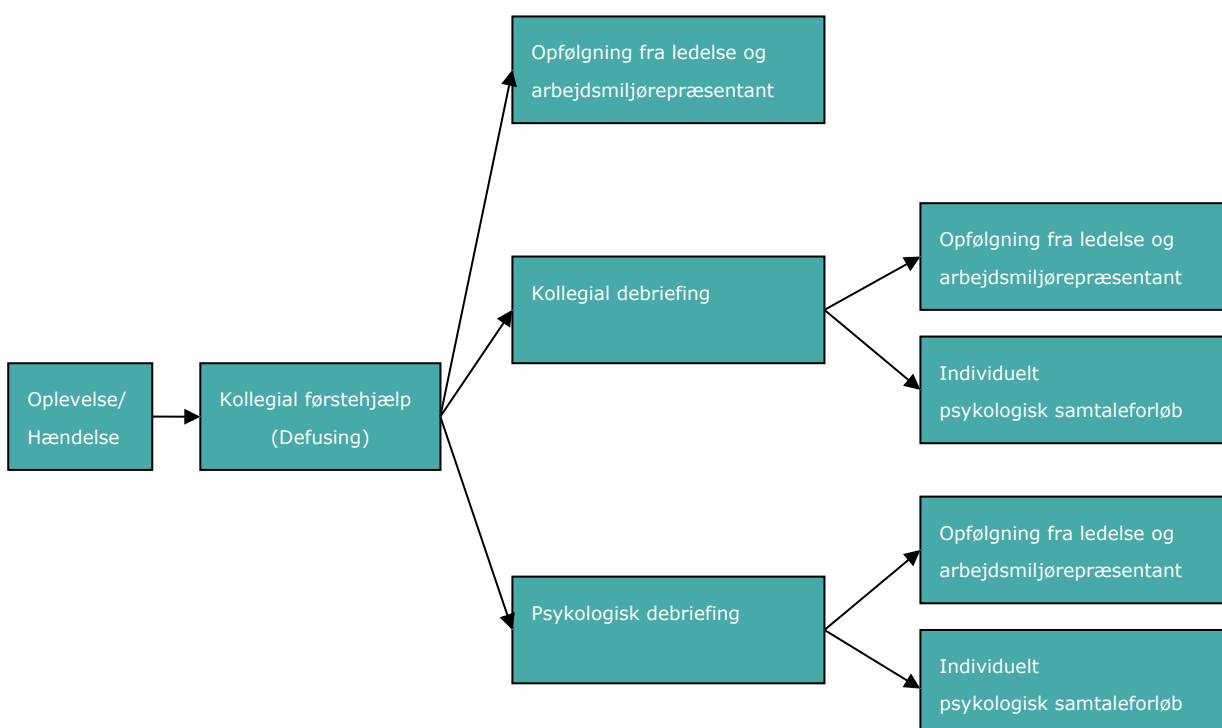 Oplevelse/
Hændelse
Kollegial førstehjælp
(Defusing)
Opfølgning fra ledelse og
arbejdsmiljørepræsentant
Kollegial debriefing
Opfølgning fra ledelse og
arbejdsmiljørepræsentant
Individuelt
psykologisk samtaleforløb
Psykologisk debriefing
Opfølgning fra ledelse og
arbejdsmiljørepræsentant
Individuelt
psykologisk samtaleforløb